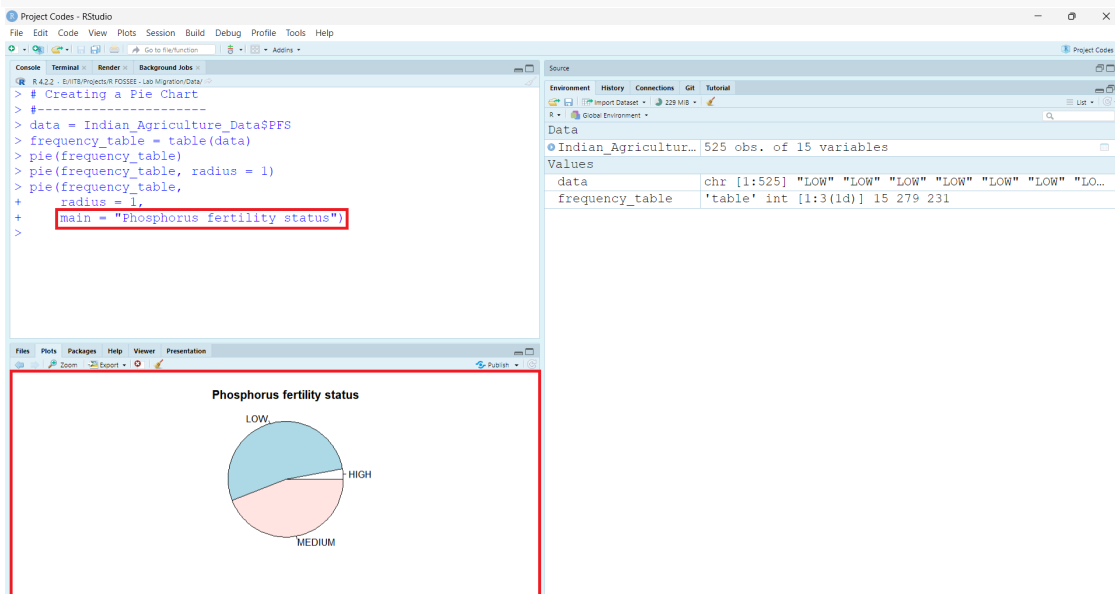 Project Codes - RStudio
File Edit Code View Plots Session Build Debug Profile Tools Help
Go to file/function Addins Project Codes
Console Terminal Render Background Jobs
R 4.2.2 · E:/IITB/Projects/R FOSSEE - Lab Migration/Data/
> # Creating a Pie Chart
> #----------------------
> data = Indian_Agriculture_Data$PFS
> frequency_table = table(data)
> pie(frequency_table)
> pie(frequency_table, radius = 1)
> pie(frequency_table,
+     radius = 1,
+     main = "Phosphorus fertility status")
>
Source
Environment History Connections Git Tutorial
Import Dataset 229 MiB List
R Global Environment
Data
Indian_Agricultur… 525 obs. of 15 variables
Values
data chr [1:525] "LOW" "LOW" "LOW" "LOW" "LOW" "LOW" "LO…
frequency_table 'table' int [1:3(1d)] 15 279 231
Files Plots Packages Help Viewer Presentation
Zoom Export Publish
Phosphorus fertility status
LOW
HIGH
MEDIUM